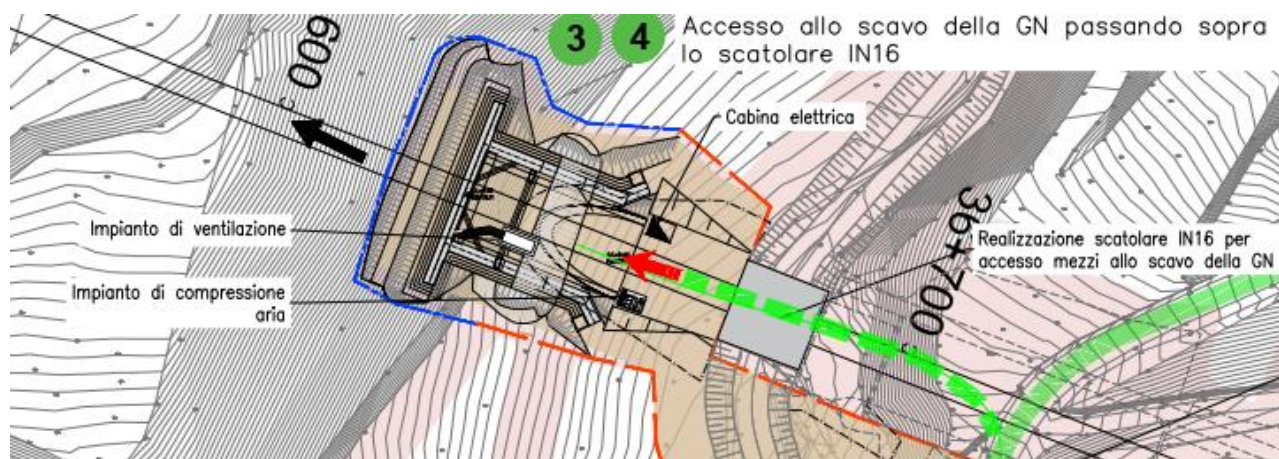 3 4 Accesso allo scavo della GN passando sopra
lo scatolare IN16
600
Cabina elettrica
36+700
Impianto di ventilazione
Realizzazione scatolare IN16 per
accesso mezzi allo scavo della GN
Impianto di compressione
aria